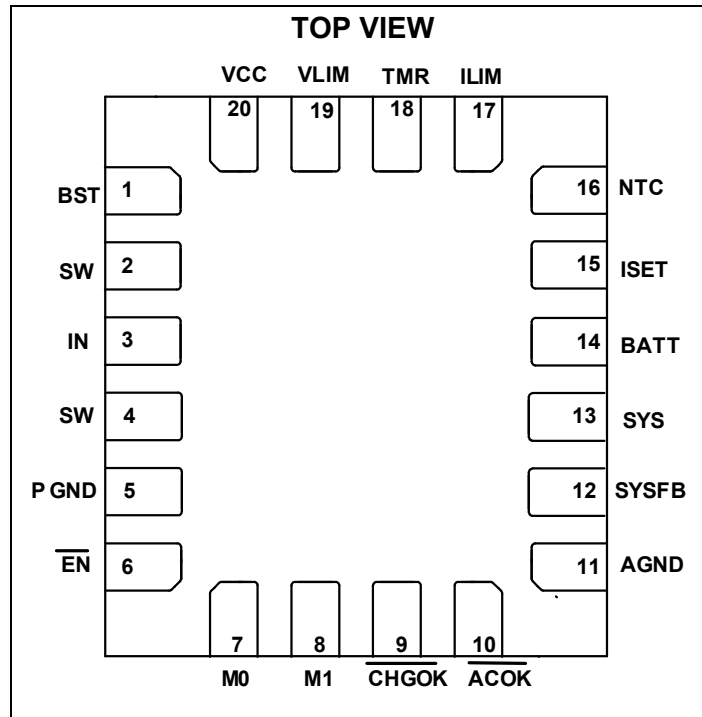 TOP VIEW
VCC VLIM TMR ILIM
20 19 18 17
BST 1 16 NTC
SW 2 15 ISET
IN 3 14 BATT
SW 4 13 SYS
P GND 5 12 SYSFB
EN 6 11 AGND
7 8 9 10
M0 M1 CHGOK ACOK